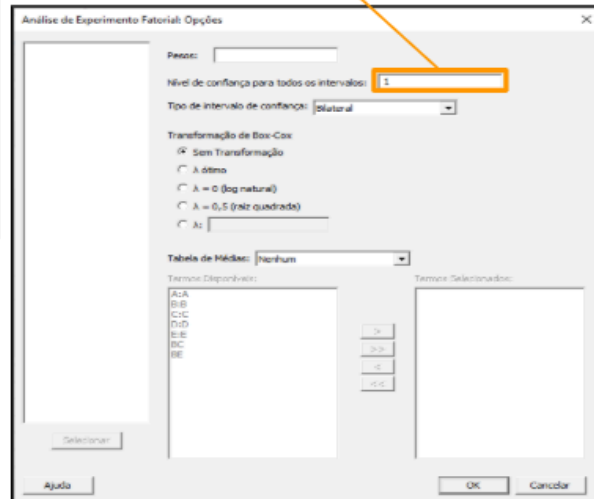 Análise de Experimento Fatorial: Opções
Pesos:
Nível de confiança para todos os intervalos: 1
Tipo de intervalo de confiança: Bilateral
Transformação de Box-Cox
Sem Transformação
λ ótimo
λ = 0 (log natural)
λ = 0,5 (raiz quadrada)
λ:
Tabela de Médias: Nenhum
Termos Disponíveis: Termos Selecionados:
A:A
B:B
C:C
D:D
E:E
BC
BE
>
>>
<
<<
Selecionar
Ajuda OK Cancelar